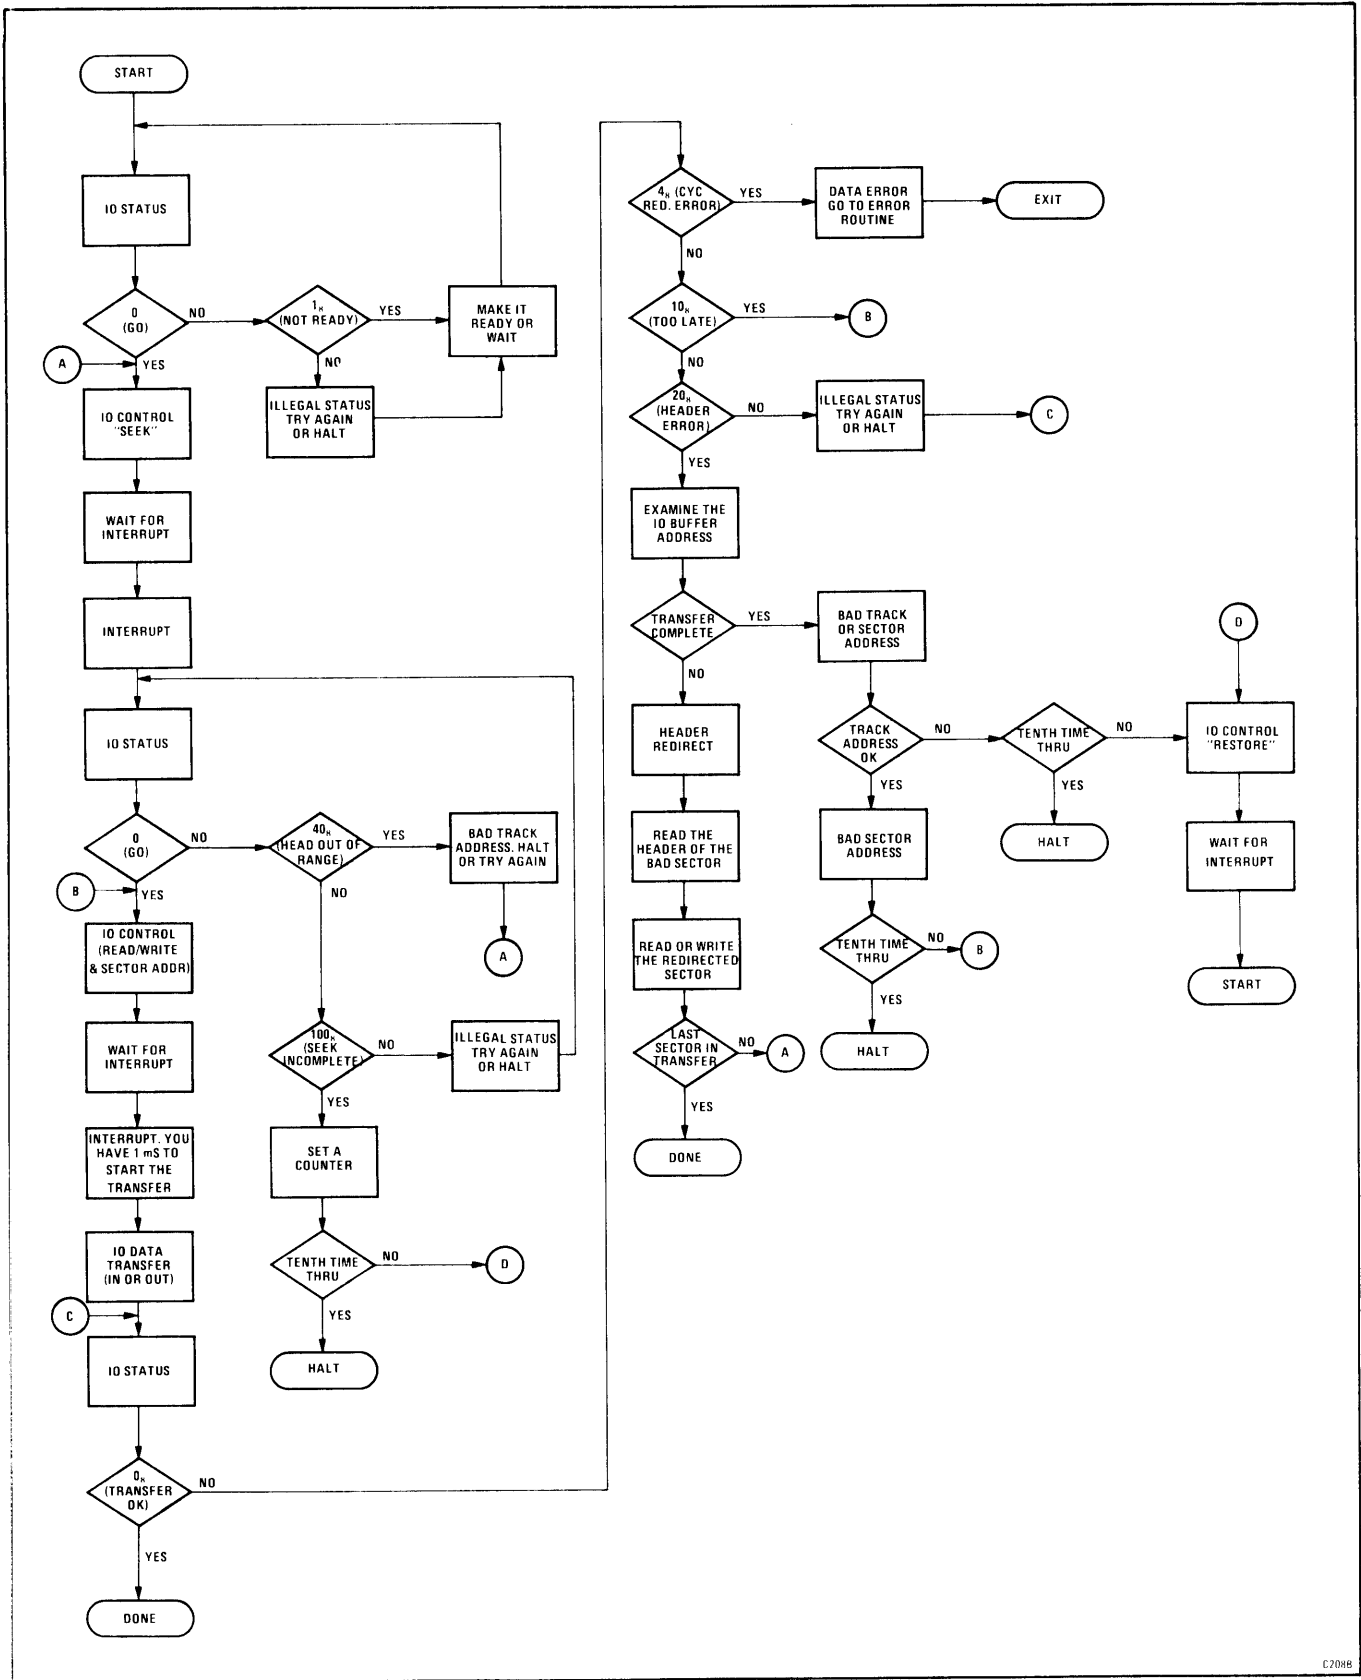 START
IO STATUS
0
(GO)
NO
YES
A
1₈
(NOT READY)
YES
NO
MAKE IT
READY OR
WAIT
ILLEGAL STATUS
TRY AGAIN
OR HALT
IO CONTROL
"SEEK"
WAIT FOR
INTERRUPT
INTERRUPT
IO STATUS
0
(GO)
NO
YES
B
40₈
(HEAD OUT OF
RANGE)
YES
NO
BAD TRACK
ADDRESS. HALT
OR TRY AGAIN
A
IO CONTROL
(READ/WRITE
& SECTOR ADDR)
100₈
(SEEK
INCOMPLETE)
NO
YES
ILLEGAL STATUS
TRY AGAIN
OR HALT
WAIT FOR
INTERRUPT
SET A
COUNTER
INTERRUPT. YOU
HAVE 1 mS TO
START THE
TRANSFER
TENTH TIME
THRU
NO
D
YES
HALT
IO DATA
TRANSFER
(IN OR OUT)
C
IO STATUS
0₈
(TRANSFER
OK)
NO
YES
DONE
4₈ (CYC
RED. ERROR)
YES
NO
DATA ERROR
GO TO ERROR
ROUTINE
EXIT
10₈
(TOO LATE)
YES
B
NO
20₈
(HEADER
ERROR)
NO
YES
ILLEGAL STATUS
TRY AGAIN
OR HALT
C
EXAMINE THE
IO BUFFER
ADDRESS
TRANSFER
COMPLETE
YES
NO
BAD TRACK
OR SECTOR
ADDRESS
HEADER
REDIRECT
TRACK
ADDRESS
OK
NO
YES
TENTH TIME
THRU
NO
YES
HALT
D
IO CONTROL
"RESTORE"
WAIT FOR
INTERRUPT
START
READ THE
HEADER OF THE
BAD SECTOR
BAD SECTOR
ADDRESS
READ OR WRITE
THE REDIRECTED
SECTOR
TENTH TIME
THRU
NO
B
YES
HALT
LAST
SECTOR IN
TRANSFER
NO
A
YES
DONE
C208B